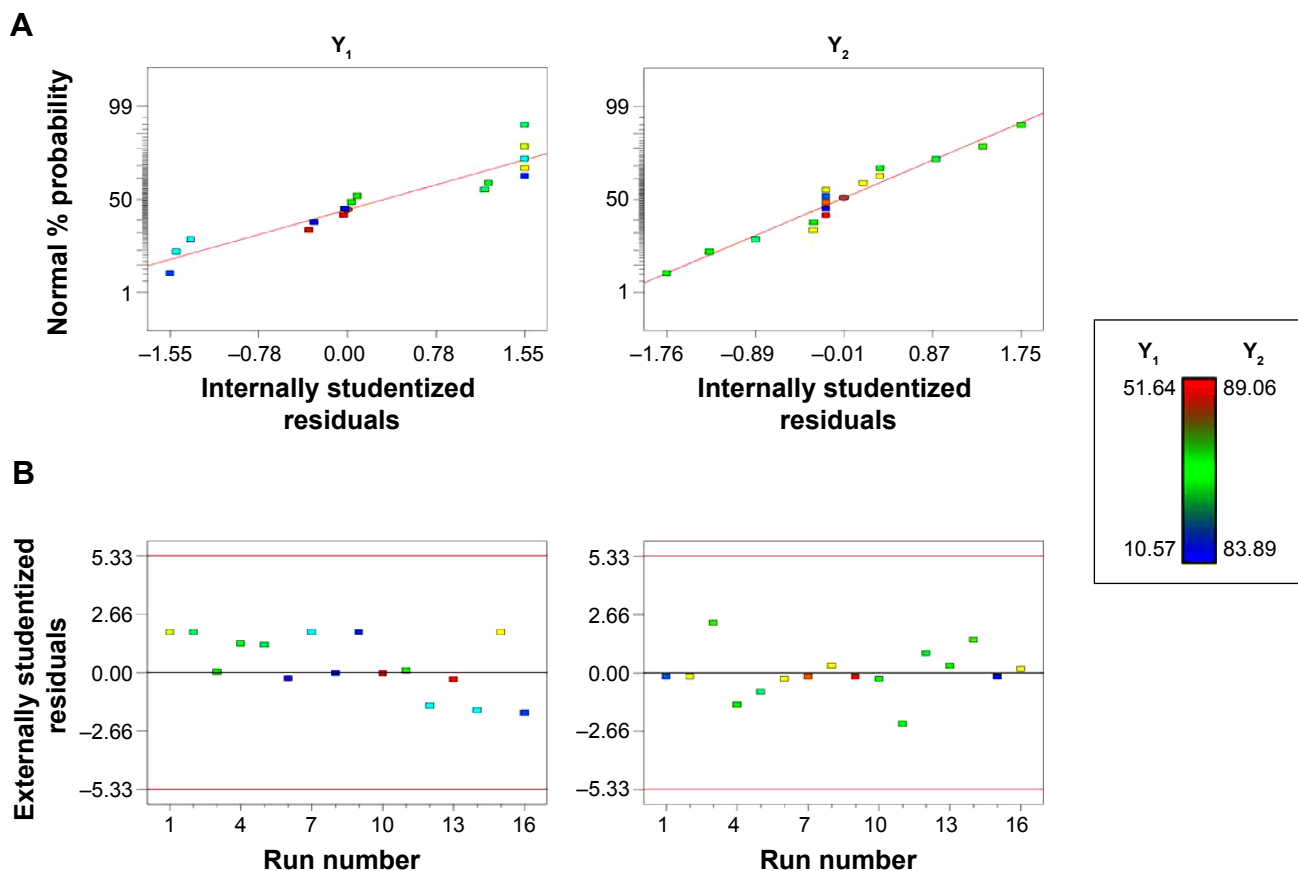 A
Y1
Y2
Normal % probability
99
50
1
–1.55 –0.78 0.00 0.78 1.55
Internally studentized
residuals
99
50
1
–1.76 –0.89 –0.01 0.87 1.75
Internally studentized
residuals
Y1 Y2
51.64 89.06
10.57 83.89
B
Externally studentized
residuals
5.33
2.66
0.00
–2.66
–5.33
1 4 7 10 13 16
Run number
5.33
2.66
0.00
–2.66
–5.33
1 4 7 10 13 16
Run number